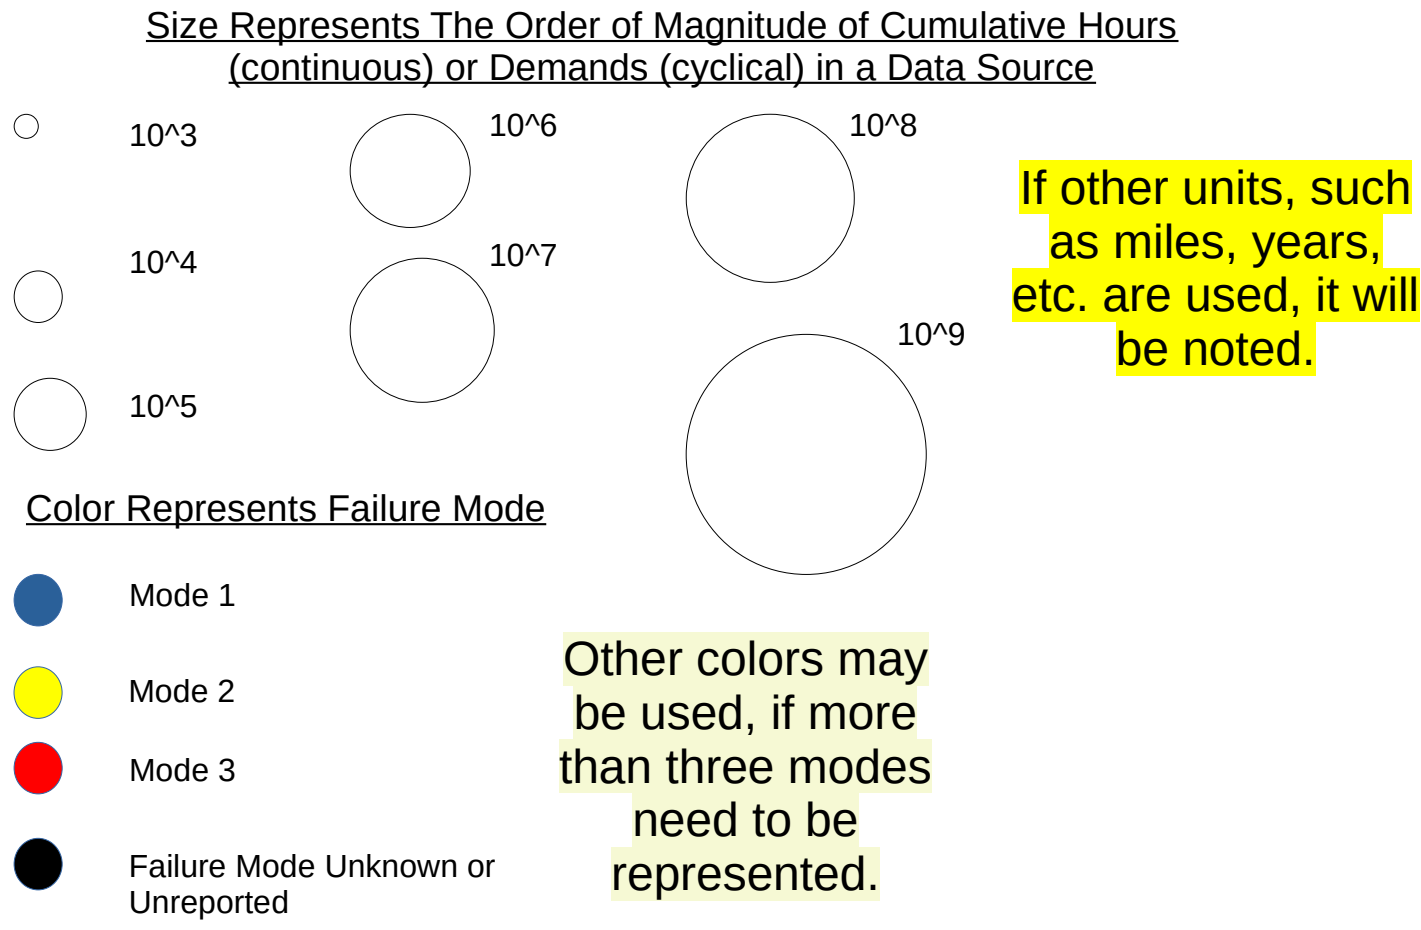 Size Represents The Order of Magnitude of Cumulative Hours
(continuous) or Demands (cyclical) in a Data Source
10^3
10^4
10^5
10^6
10^7
10^8
10^9
If other units, such
as miles, years,
etc. are used, it will
be noted.
Color Represents Failure Mode
Mode 1
Mode 2
Mode 3
Failure Mode Unknown or
Unreported
Other colors may
be used, if more
than three modes
need to be
represented.